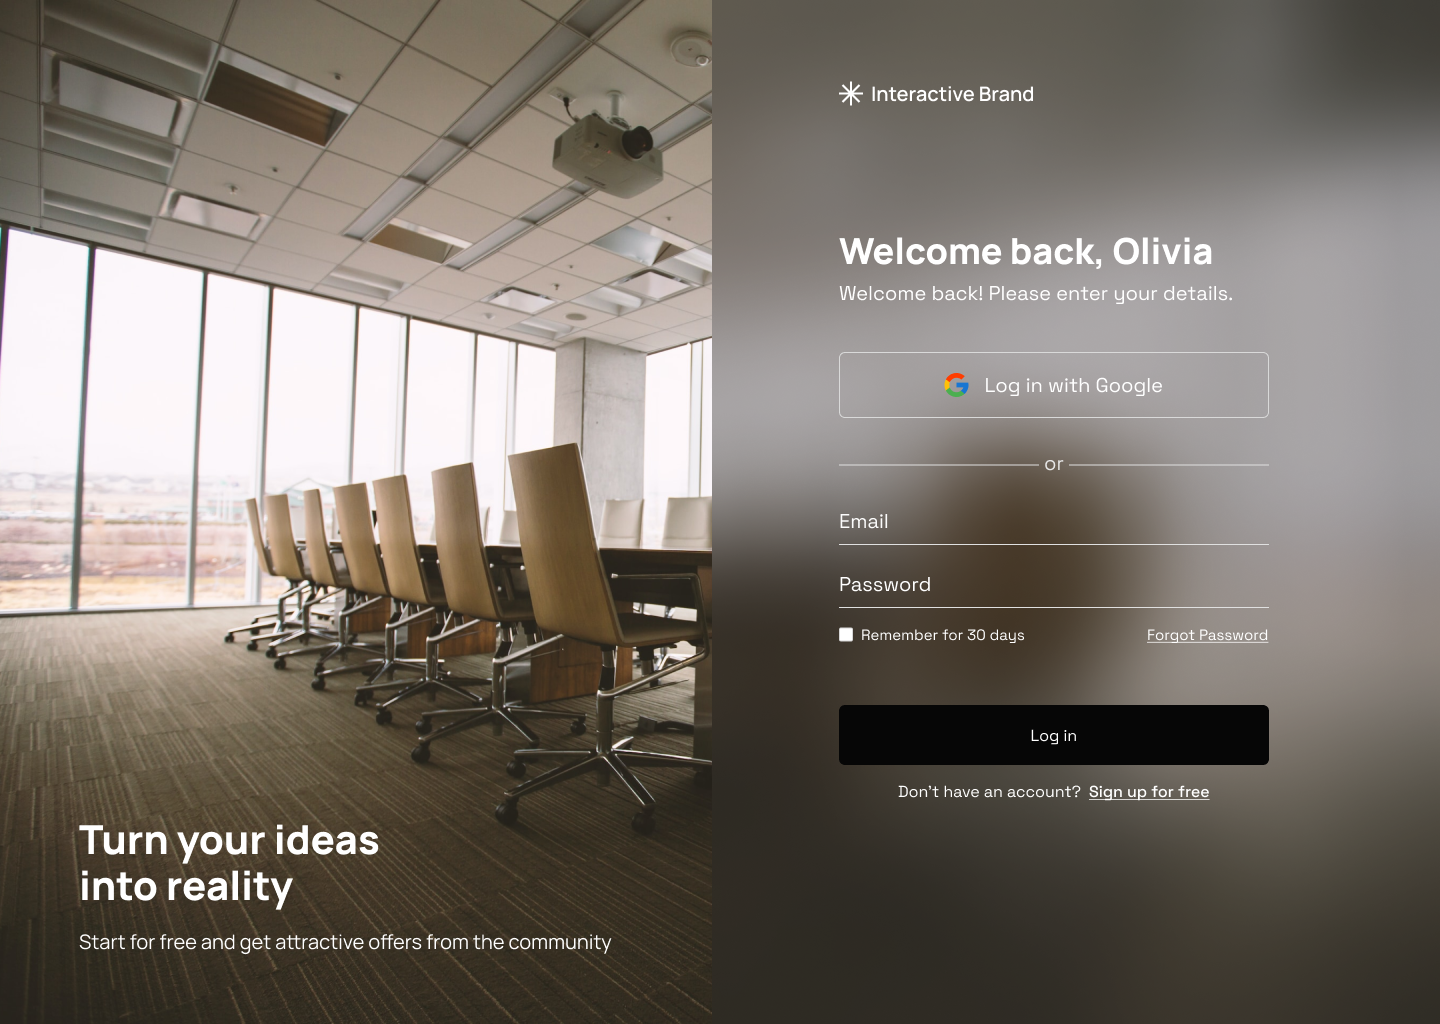 Interactive Brand
Welcome back, Olivia
Welcome back! Please enter your details.
Log in with Google
or
Email
Password
Remember for 30 days
Forgot Password
Log in
Don't have an account? Sign up for free
Turn your ideas
into reality
Start for free and get attractive offers from the community